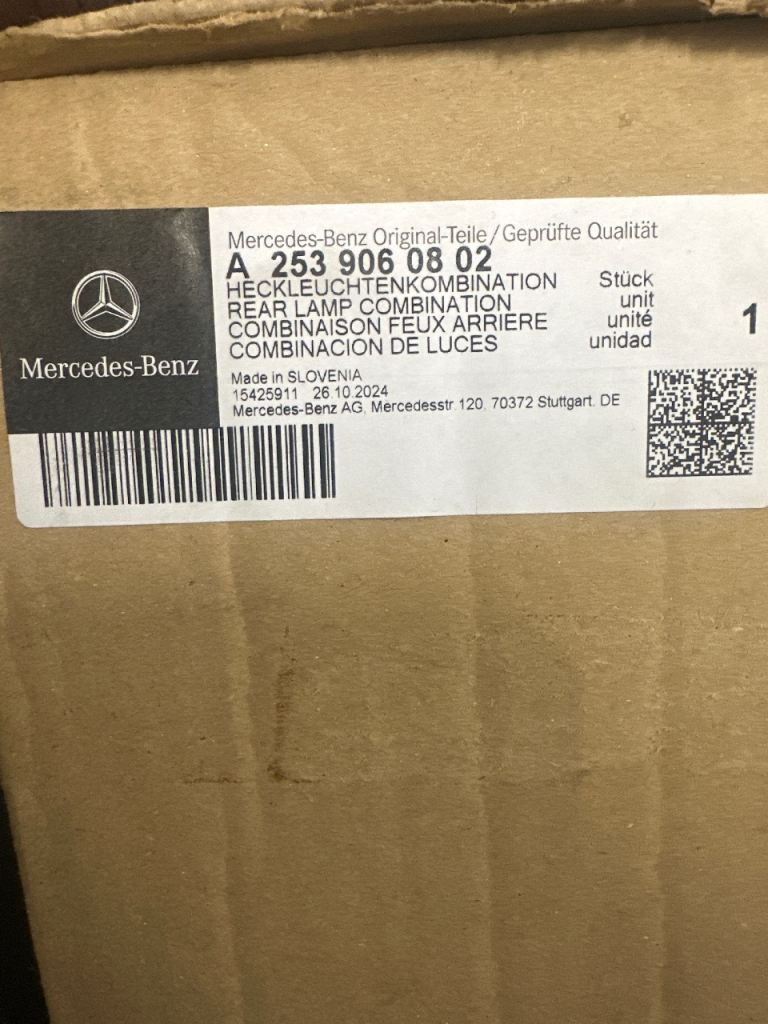 Mercedes-Benz Original-Teile/Geprüfte Qualität
A 253 906 08 02
HECKLEUCHTENKOMBINATION Stück
REAR LAMP COMBINATION unit
COMBINAISON FEUX ARRIERE unité 1
COMBINACION DE LUCES unidad
Mercedes-Benz
Made in SLOVENIA
15425911 26.10.2024
Mercedes-Benz AG, Mercedesstr.120, 70372 Stuttgart. DE